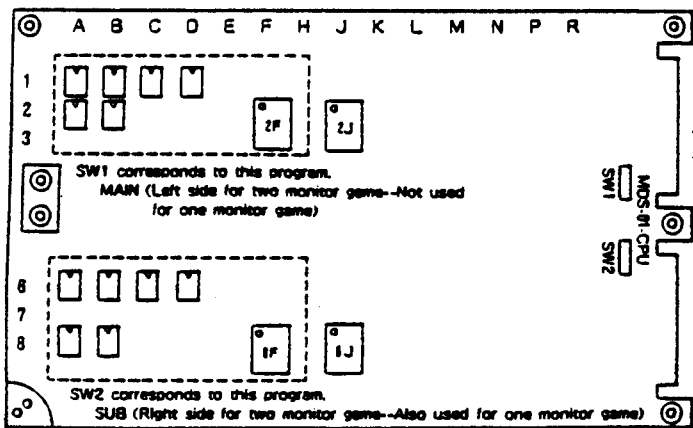 A B C D E F H J K L M N P R
1
2
3
2F
2J
SW1 corresponds to this program.
MAIN (Left side for two monitor game--Not used
for one monitor game)
SW1
MDS-01-CPU
SW2
6
7
8
8F
SW2 corresponds to this program.
SUB (Right side for two monitor game--Also used for one monitor game)